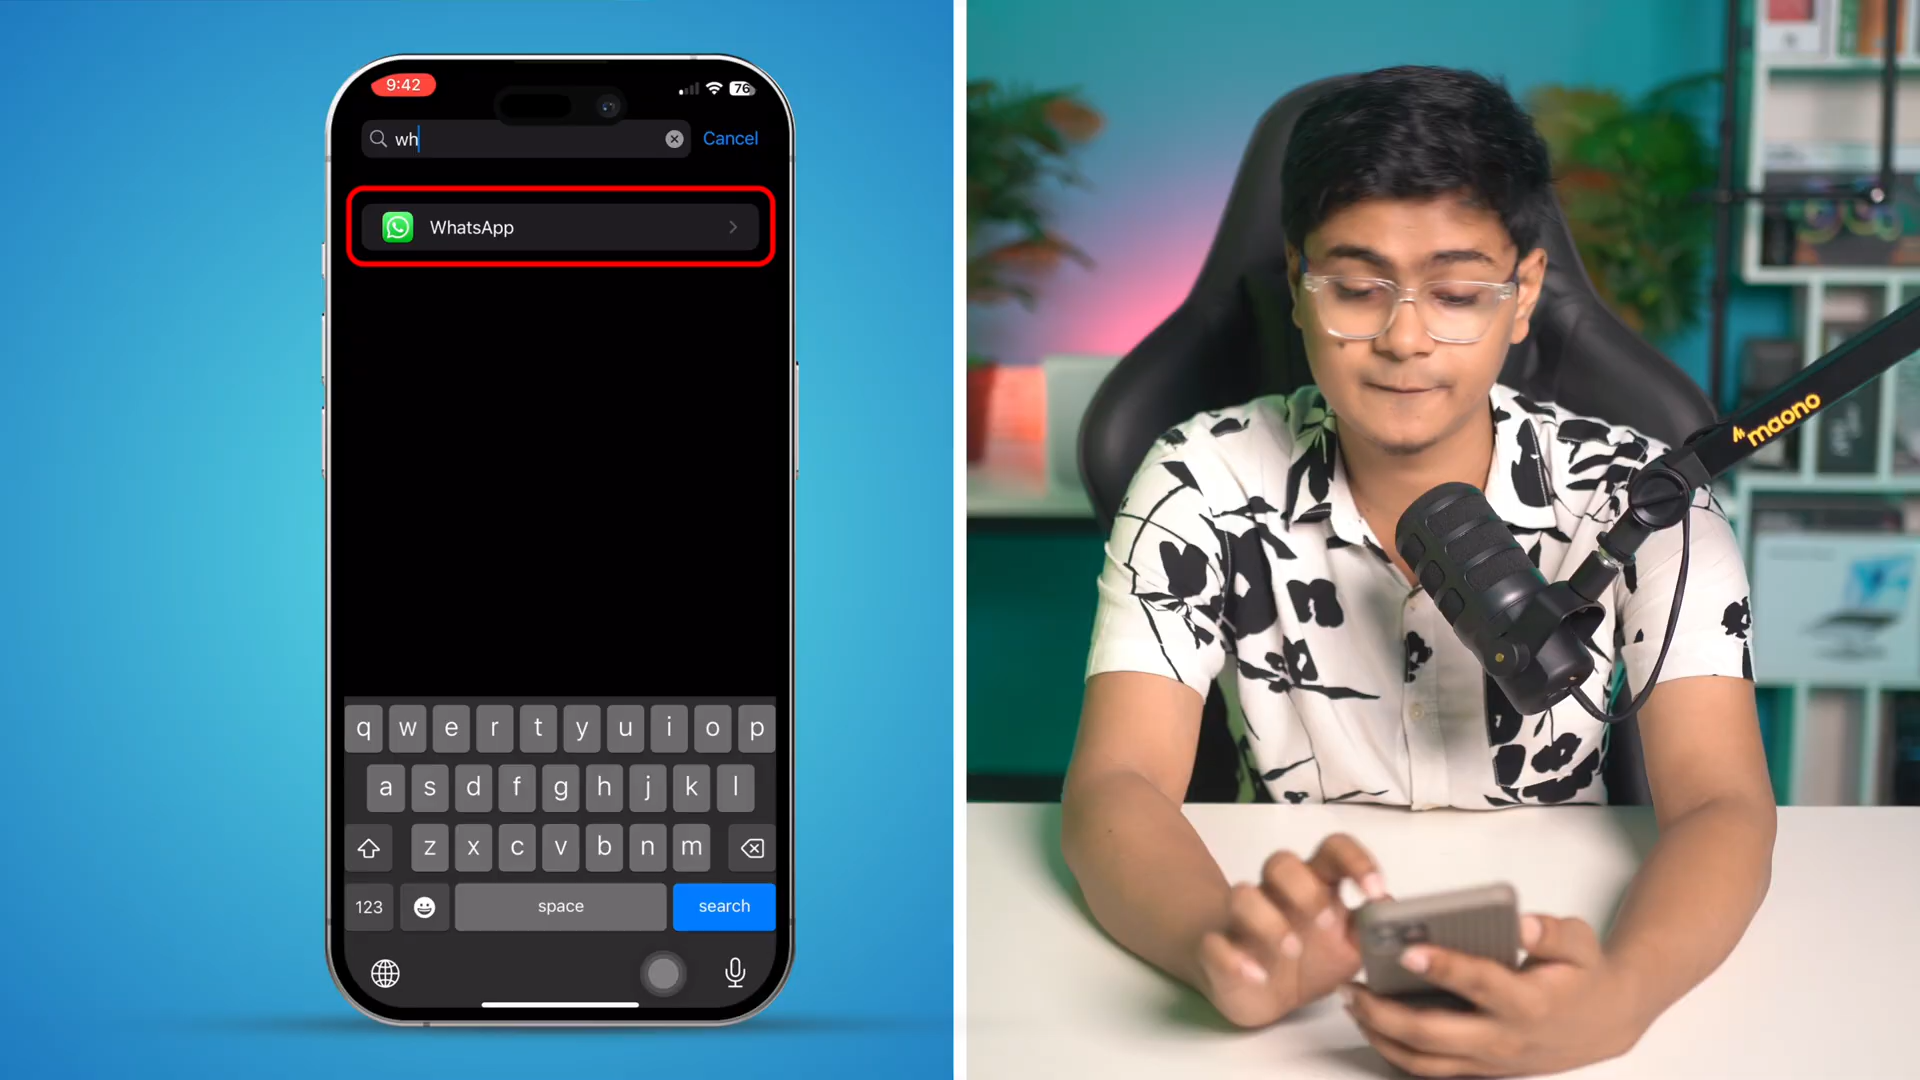 9:42
76
wh
Cancel
WhatsApp
q w e r t y u i o p
a s d f g h j k l
z x c v b n m
123
space
search
maono